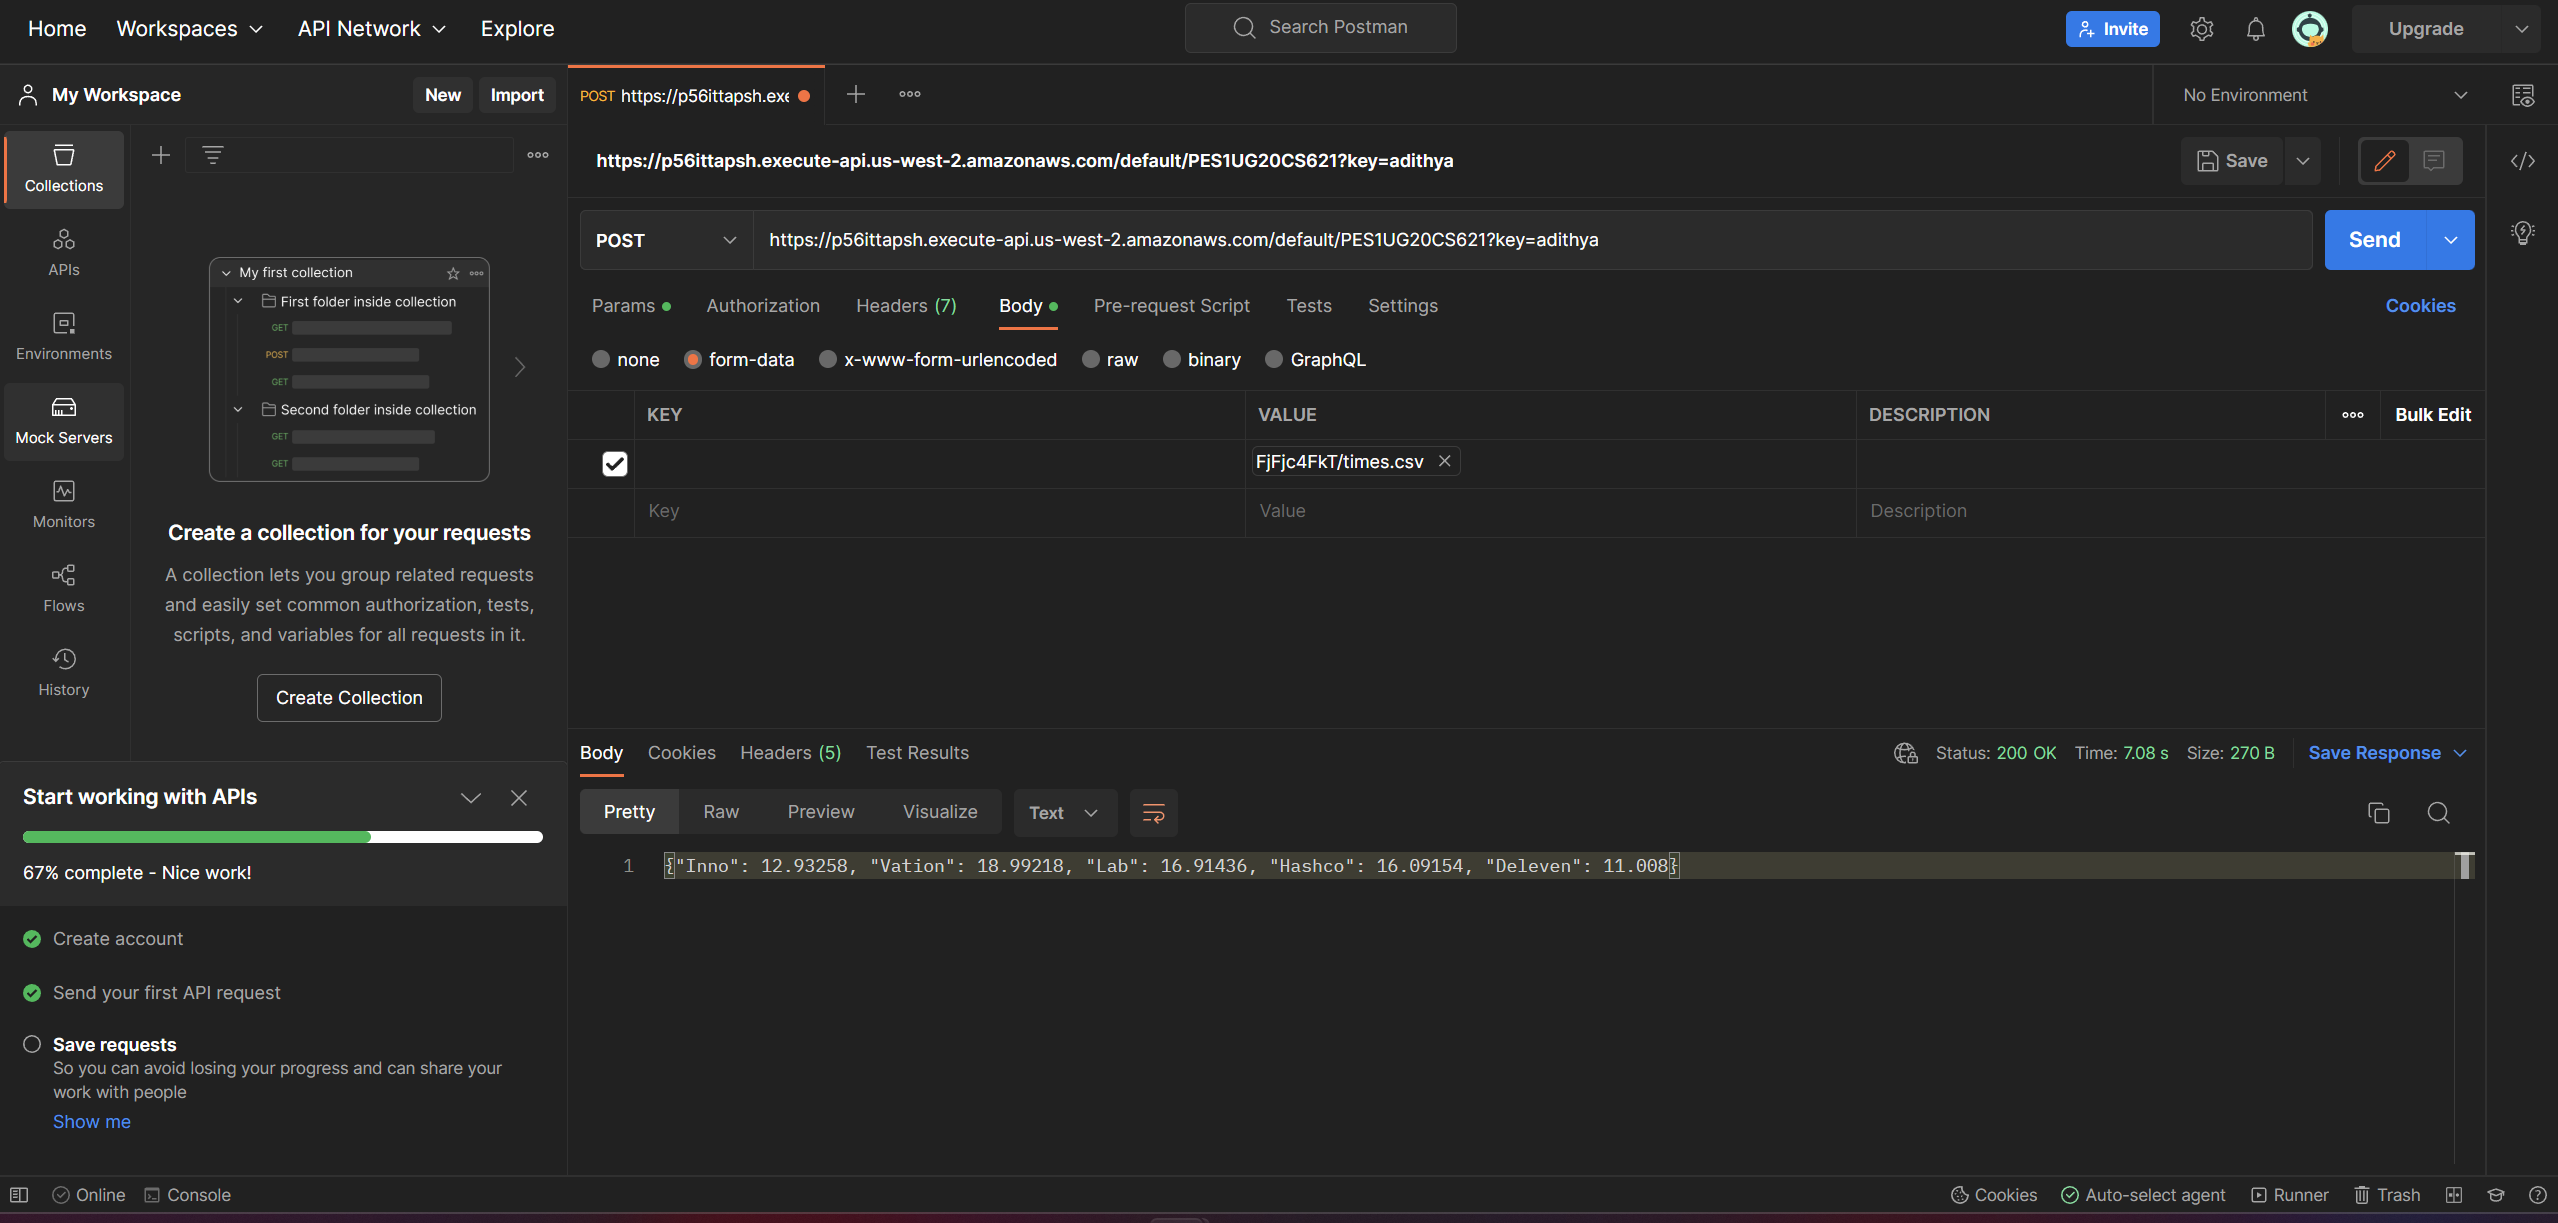 Home Workspaces API Network Explore Search Postman Invite Upgrade
My Workspace New Import POST https://p56ittapsh.exe No Environment
https://p56ittapsh.execute-api.us-west-2.amazonaws.com/default/PES1UG20CS621?key=adithya Save
Collections
APIs
Environments
Mock Servers
Monitors
Flows
History
My first collection
First folder inside collection
GET
POST
GET
Second folder inside collection
GET
GET
Create a collection for your requests
A collection lets you group related requests
and easily set common authorization, tests,
scripts, and variables for all requests in it.
Create Collection
Start working with APIs
67% complete - Nice work!
Create account
Send your first API request
Save requests
So you can avoid losing your progress and can share your
work with people
Show me
POST https://p56ittapsh.execute-api.us-west-2.amazonaws.com/default/PES1UG20CS621?key=adithya Send
Params Authorization Headers (7) Body Pre-request Script Tests Settings Cookies
none form-data x-www-form-urlencoded raw binary GraphQL
KEY VALUE DESCRIPTION Bulk Edit
FjFjc4FkT/times.csv
Key Value Description
Body Cookies Headers (5) Test Results Status: 200 OK Time: 7.08 s Size: 270 B Save Response
Pretty Raw Preview Visualize Text
1 {"Inno": 12.93258, "Vation": 18.99218, "Lab": 16.91436, "Hashco": 16.09154, "Deleven": 11.008}
Online Console Cookies Auto-select agent Runner Trash